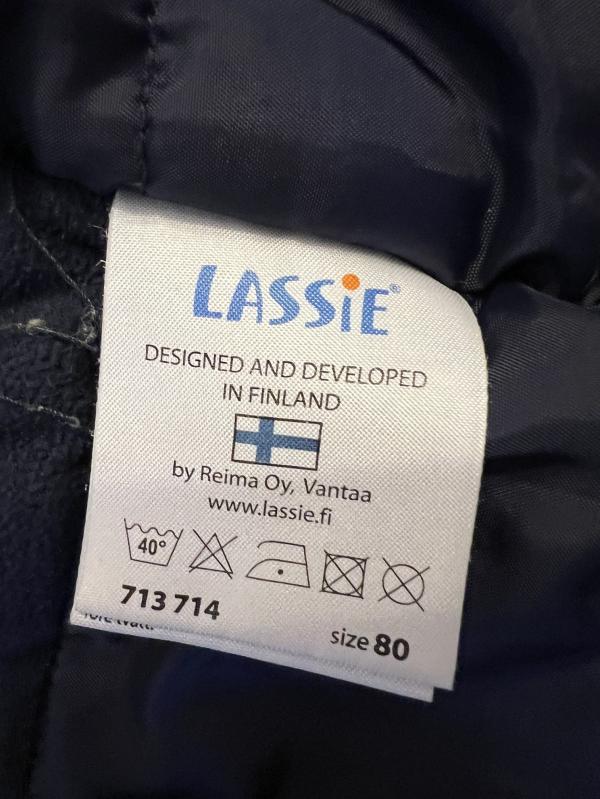 LASSiE®
DESIGNED AND DEVELOPED
IN FINLAND
by Reima Oy, Vantaa
www.lassie.fi
40°
713 714
size 80